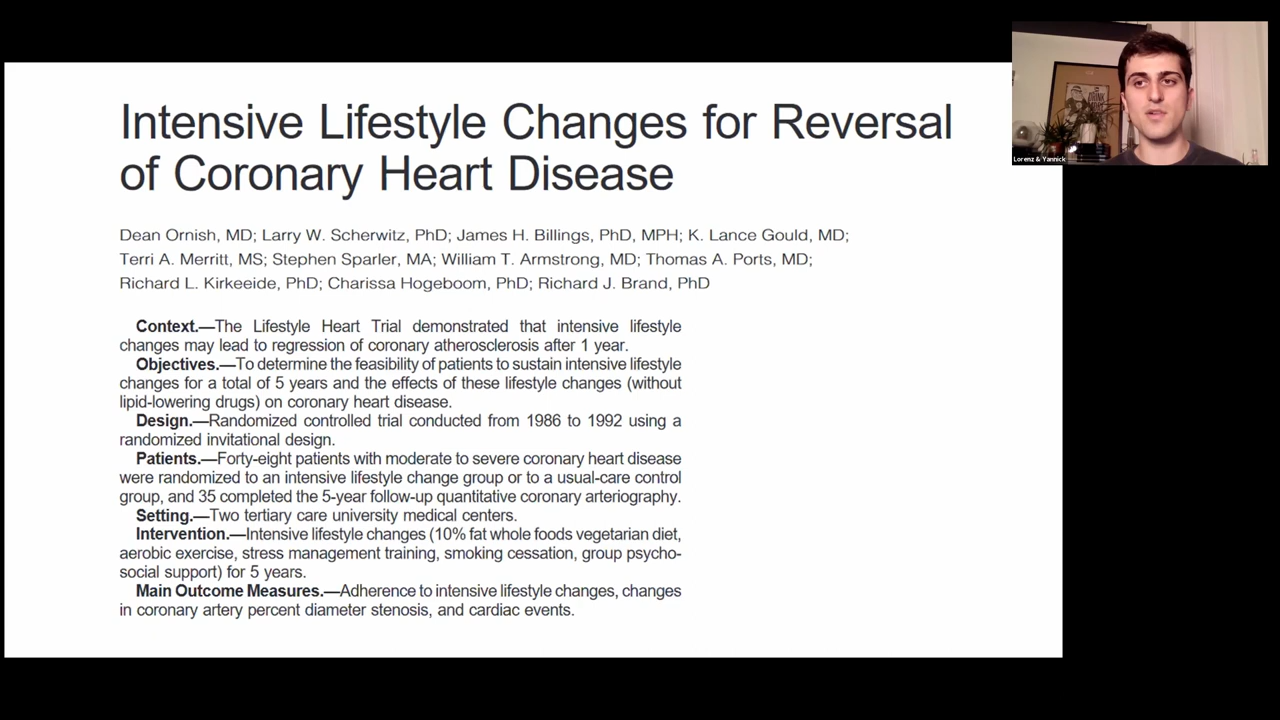 Intensive Lifestyle Changes for Reversal
of Coronary Heart Disease
Dean Ornish, MD; Larry W. Scherwitz, PhD; James H. Billings, PhD, MPH; K. Lance Gould, MD;
Terri A. Merritt, MS; Stephen Sparler, MA; William T. Armstrong, MD; Thomas A. Ports, MD;
Richard L. Kirkeeide, PhD; Charissa Hogeboom, PhD; Richard J. Brand, PhD
Context.—The Lifestyle Heart Trial demonstrated that intensive lifestyle
changes may lead to regression of coronary atherosclerosis after 1 year.
Objectives.—To determine the feasibility of patients to sustain intensive lifestyle
changes for a total of 5 years and the effects of these lifestyle changes (without
lipid-lowering drugs) on coronary heart disease.
Design.—Randomized controlled trial conducted from 1986 to 1992 using a
randomized invitational design.
Patients.—Forty-eight patients with moderate to severe coronary heart disease
were randomized to an intensive lifestyle change group or to a usual-care control
group, and 35 completed the 5-year follow-up quantitative coronary arteriography.
Setting.—Two tertiary care university medical centers.
Intervention.—Intensive lifestyle changes (10% fat whole foods vegetarian diet,
aerobic exercise, stress management training, smoking cessation, group psycho-
social support) for 5 years.
Main Outcome Measures.—Adherence to intensive lifestyle changes, changes
in coronary artery percent diameter stenosis, and cardiac events.
Lorenz & Yannick